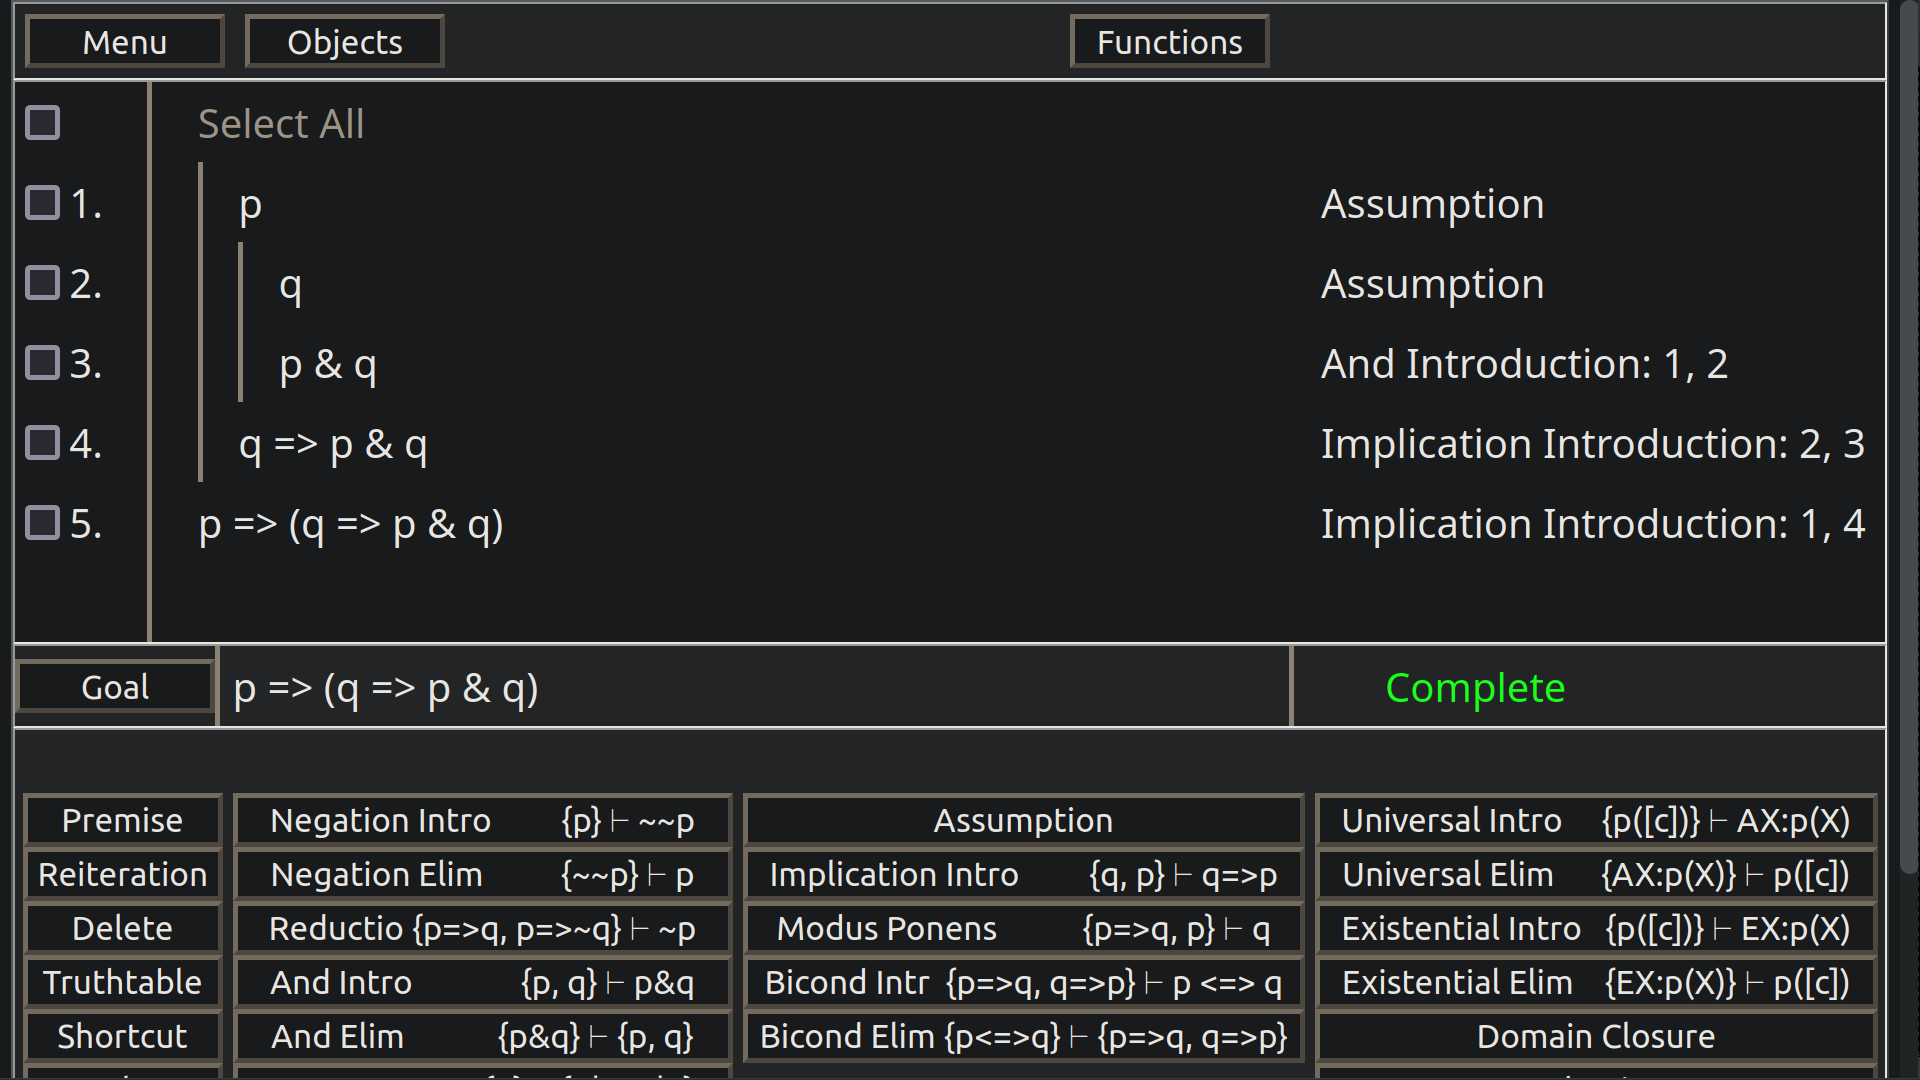 Menu Objects Functions
Select All
1. p Assumption
2. q Assumption
3. p & q And Introduction: 1, 2
4. q => p & q Implication Introduction: 2, 3
5. p => (q => p & q) Implication Introduction: 1, 4
Goal p => (q => p & q) Complete
Premise Negation Intro {p} ⊢ ~~p Assumption Universal Intro {p([c])} ⊢ AX:p(X)
Reiteration Negation Elim {~~p} ⊢ p Implication Intro {q, p} ⊢ q=>p Universal Elim {AX:p(X)} ⊢ p([c])
Delete Reductio {p=>q, p=>~q} ⊢ ~p Modus Ponens {p=>q, p} ⊢ q Existential Intro {p([c])} ⊢ EX:p(X)
Truthtable And Intro {p, q} ⊢ p&q Bicond Intr {p=>q, q=>p} ⊢ p <=> q Existential Elim {EX:p(X)} ⊢ p([c])
Shortcut And Elim {p&q} ⊢ {p, q} Bicond Elim {p<=>q} ⊢ {p=>q, q=>p} Domain Closure